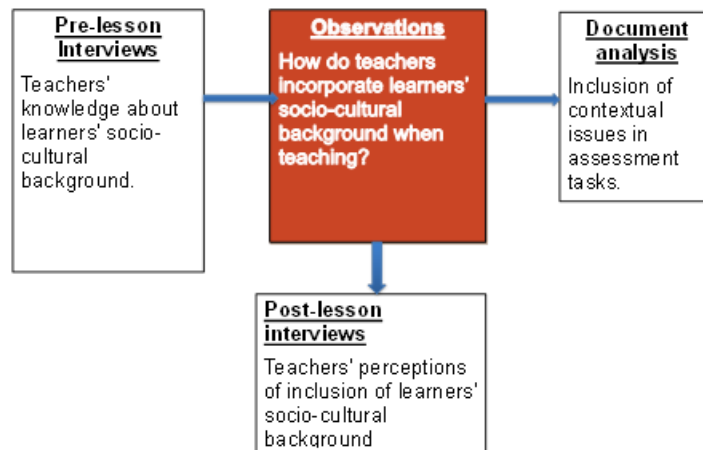 Pre-lesson
Interviews
Teachers'
knowledge about
learners' socio-
cultural
background.
Observations
How do teachers
incorporate learners'
socio-cultural
background when
teaching?
Document
analysis
Inclusion of
contextual
issues in
assessment
tasks.
Post-lesson
interviews
Teachers' perceptions
of inclusion of learners'
socio-cultural
background